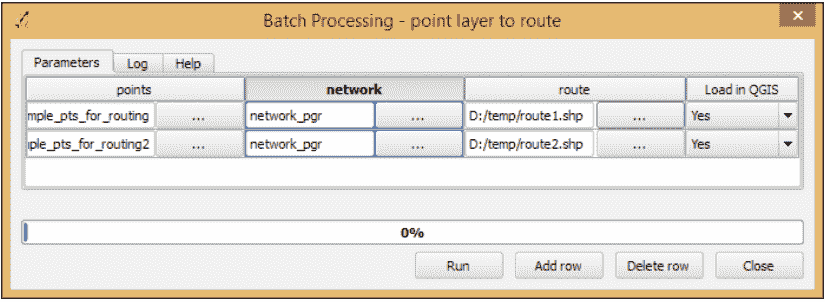 Batch Processing - point layer to route
Parameters Log Help
points network route Load in QGIS
mple_pts_for_routing ... network_pgr ... D:/temp/route1.shp ... Yes
ple_pts_for_routing2 ... network_pgr ... D:/temp/route2.shp ... Yes
0%
Run Add row Delete row Close